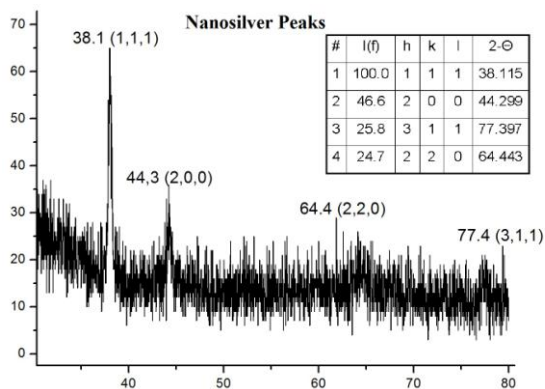 Nanosilver Peaks
38.1 (1,1,1)
# I(f) h k l 2-Θ
1 100.0 1 1 1 38.115
2 46.6 2 0 0 44.299
3 25.8 3 1 1 77.397
4 24.7 2 2 0 64.443
44,3 (2,0,0)
64.4 (2,2,0)
77.4 (3,1,1)
70
60
50
40
30
20
10
0
40 50 60 70 80